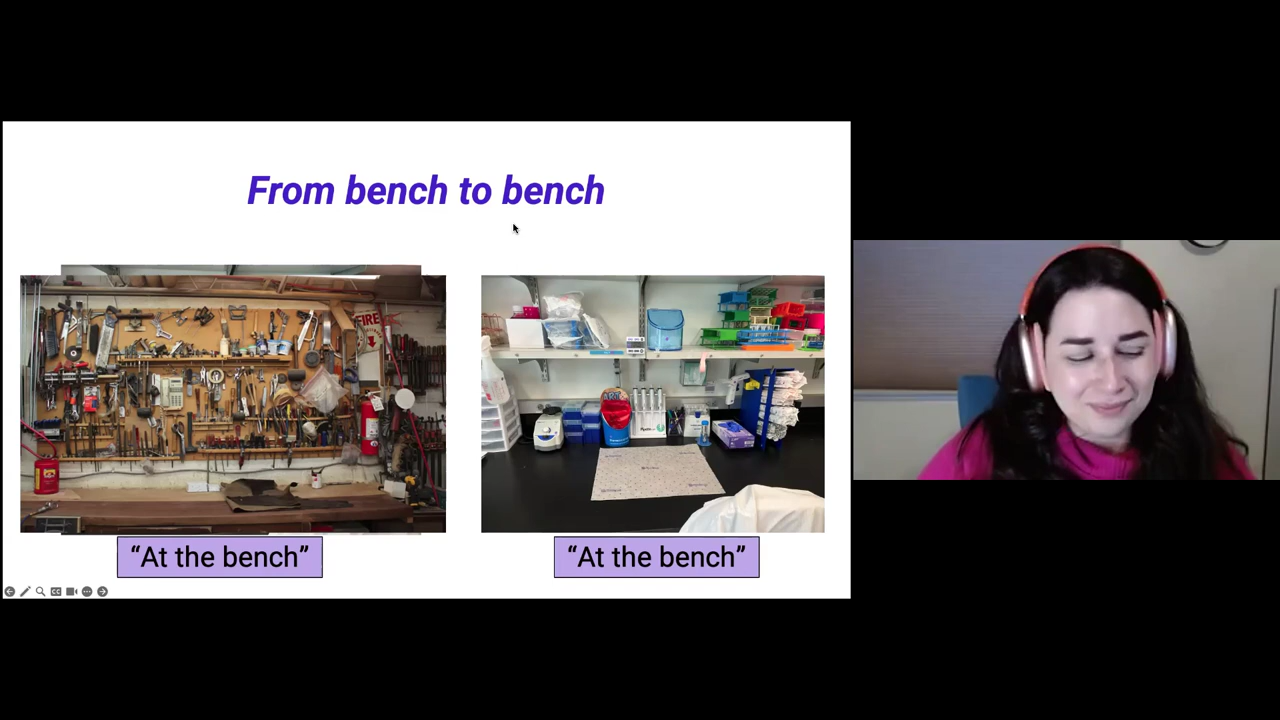 From bench to bench
FIRE
“At the bench”
“At the bench”